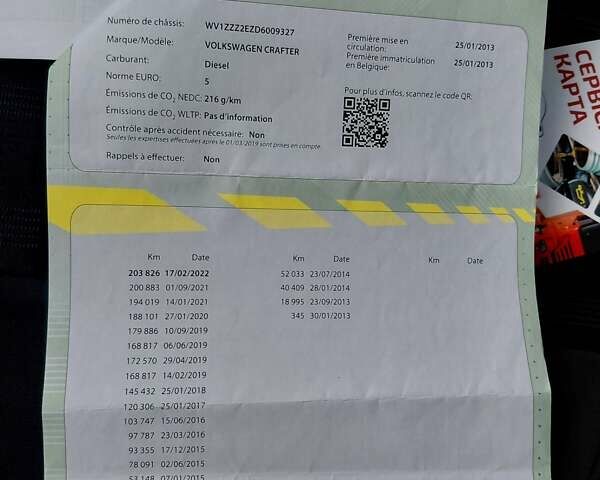 Numéro de châssis: WV1ZZZ2EZD6009327
Marque/Modèle: VOLKSWAGEN CRAFTER
Carburant: Diesel
Norme EURO: 5
Émissions de CO₂ NEDC: 216 g/km
Émissions de CO₂ WLTP: Pas d'information
Contrôle après accident nécessaire: Non
Seules les expertises effectuées après le 01/03/2019 sont prises en compte.
Rappels à effectuer: Non
Première mise en circulation: 25/01/2013
Première immatriculation en Belgique: 25/01/2013
Pour plus d'infos, scannez le code QR:
СЕРВІС
КАРТА
Km Date
203 826 17/02/2022
200 883 01/09/2021
194 019 14/01/2021
188 101 27/01/2020
179 886 10/09/2019
168 817 06/06/2019
172 570 29/04/2019
168 817 14/02/2019
145 432 25/01/2018
120 306 25/01/2017
103 747 15/06/2016
97 787 23/03/2016
93 355 17/12/2015
78 091 02/06/2015
53 148 07/01/2015
Km Date
52 033 23/07/2014
40 409 28/01/2014
18 995 23/09/2013
345 30/01/2013
Km Date